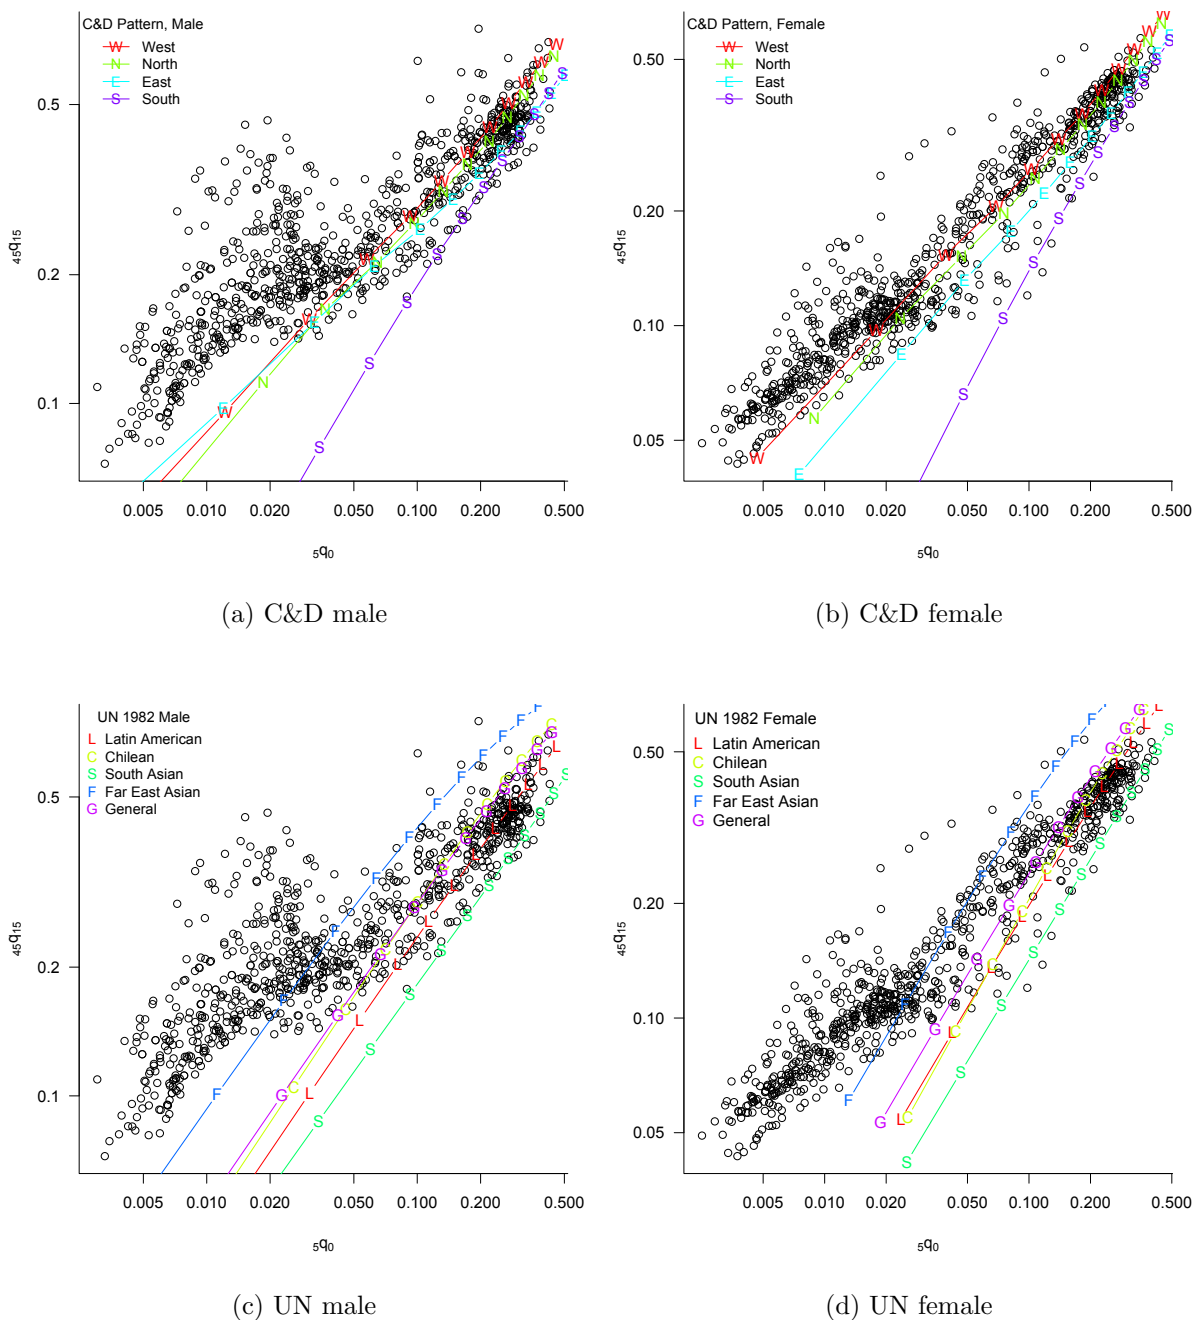 C&D Pattern, Male
W West
N North
E East
S South
0.5
0.2
0.1
45q15
0.005 0.010 0.020 0.050 0.100 0.200 0.500
5q0
(a) C&D male
C&D Pattern, Female
W West
N North
E East
S South
0.50
0.20
0.10
0.05
45q15
0.005 0.010 0.020 0.050 0.100 0.200 0.500
5q0
(b) C&D female
UN 1982 Male
L Latin American
C Chilean
S South Asian
F Far East Asian
G General
0.5
0.2
0.1
45q15
0.005 0.010 0.020 0.050 0.100 0.200 0.500
5q0
(c) UN male
UN 1982 Female
L Latin American
C Chilean
S South Asian
F Far East Asian
G General
0.50
0.20
0.10
0.05
45q15
0.005 0.010 0.020 0.050 0.100 0.200 0.500
5q0
(d) UN female